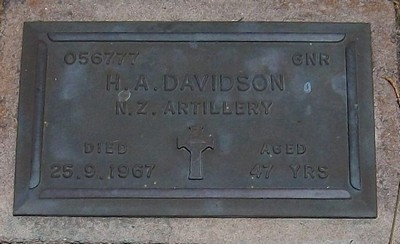 056777 GNR
H. A. DAVIDSON
N.Z. ARTILLERY
DIED AGED
25.9.1967 47 YRS